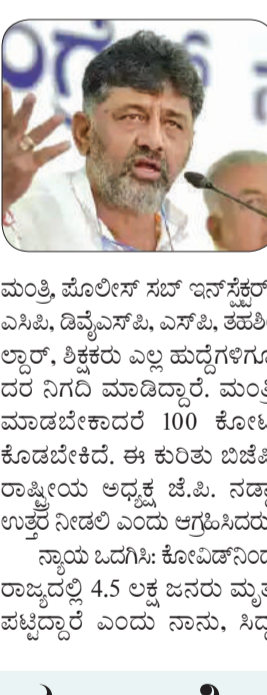 ಮಂತ್ರಿ, ಪೊಲೀಸ್ ಸಬ್ ಇನ್‌ಸ್ಪೆಕ್ಟರ್
ಎಸಿಪಿ, ಡಿವೈಎಸ್‌ಪಿ, ಎಸ್‌ಪಿ, ತಹಶೀ
ಲ್ದಾರ್, ಶಿಕ್ಷಕರು ಎಲ್ಲ ಹುದ್ದೆಗಳಿಗೂ
ದರ ನಿಗದಿ ಮಾಡಿದ್ದಾರೆ. ಮಂತ್ರಿ
ಮಾಡಬೇಕಾದರೆ 100 ಕೋಟಿ
ಕೊಡಬೇಕಿದೆ. ಈ ಕುರಿತು ಬಿಜೆಪಿ
ರಾಷ್ಟ್ರೀಯ ಅಧ್ಯಕ್ಷ ಜೆ.ಪಿ. ನಡ್ಡಾ
ಉತ್ತರ ನೀಡಲಿ ಎಂದು ಆಗ್ರಹಿಸಿದರು
ನ್ಯಾಯ ಒದಗಿಸಿ: ಕೋವಿಡ್‌ನಿಂದ
ರಾಜ್ಯದಲ್ಲಿ 4.5 ಲಕ್ಷ ಜನರು ಮೃತ
ಪಟ್ಟಿದ್ದಾರೆ ಎಂದು ನಾನು, ಸಿದ್ದ